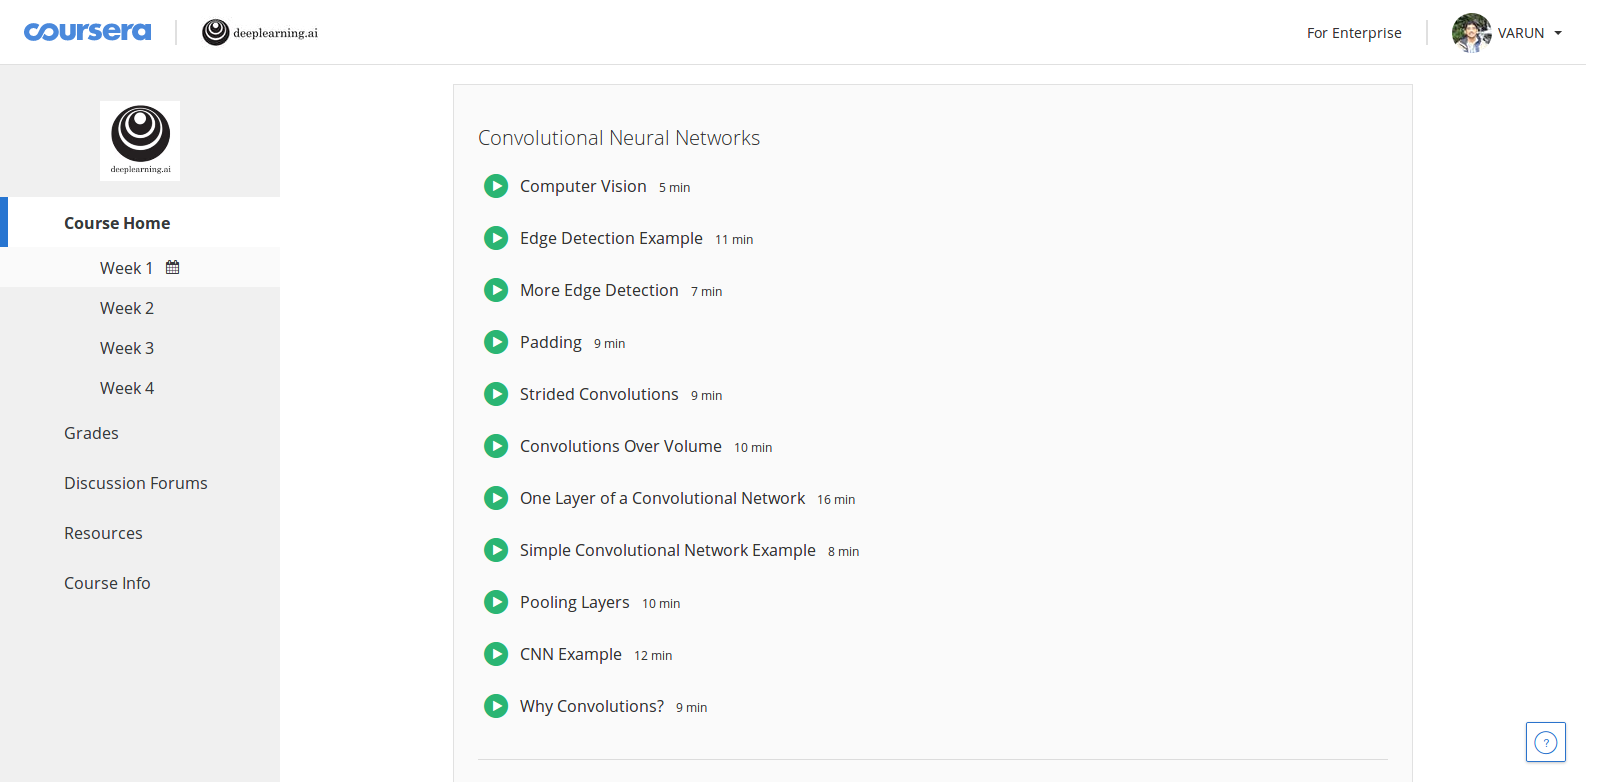 coursera
deeplearning.ai
For Enterprise
VARUN
deeplearning.ai
Course Home
Week 1
Week 2
Week 3
Week 4
Grades
Discussion Forums
Resources
Course Info
Convolutional Neural Networks
Computer Vision 5 min
Edge Detection Example 11 min
More Edge Detection 7 min
Padding 9 min
Strided Convolutions 9 min
Convolutions Over Volume 10 min
One Layer of a Convolutional Network 16 min
Simple Convolutional Network Example 8 min
Pooling Layers 10 min
CNN Example 12 min
Why Convolutions? 9 min
?